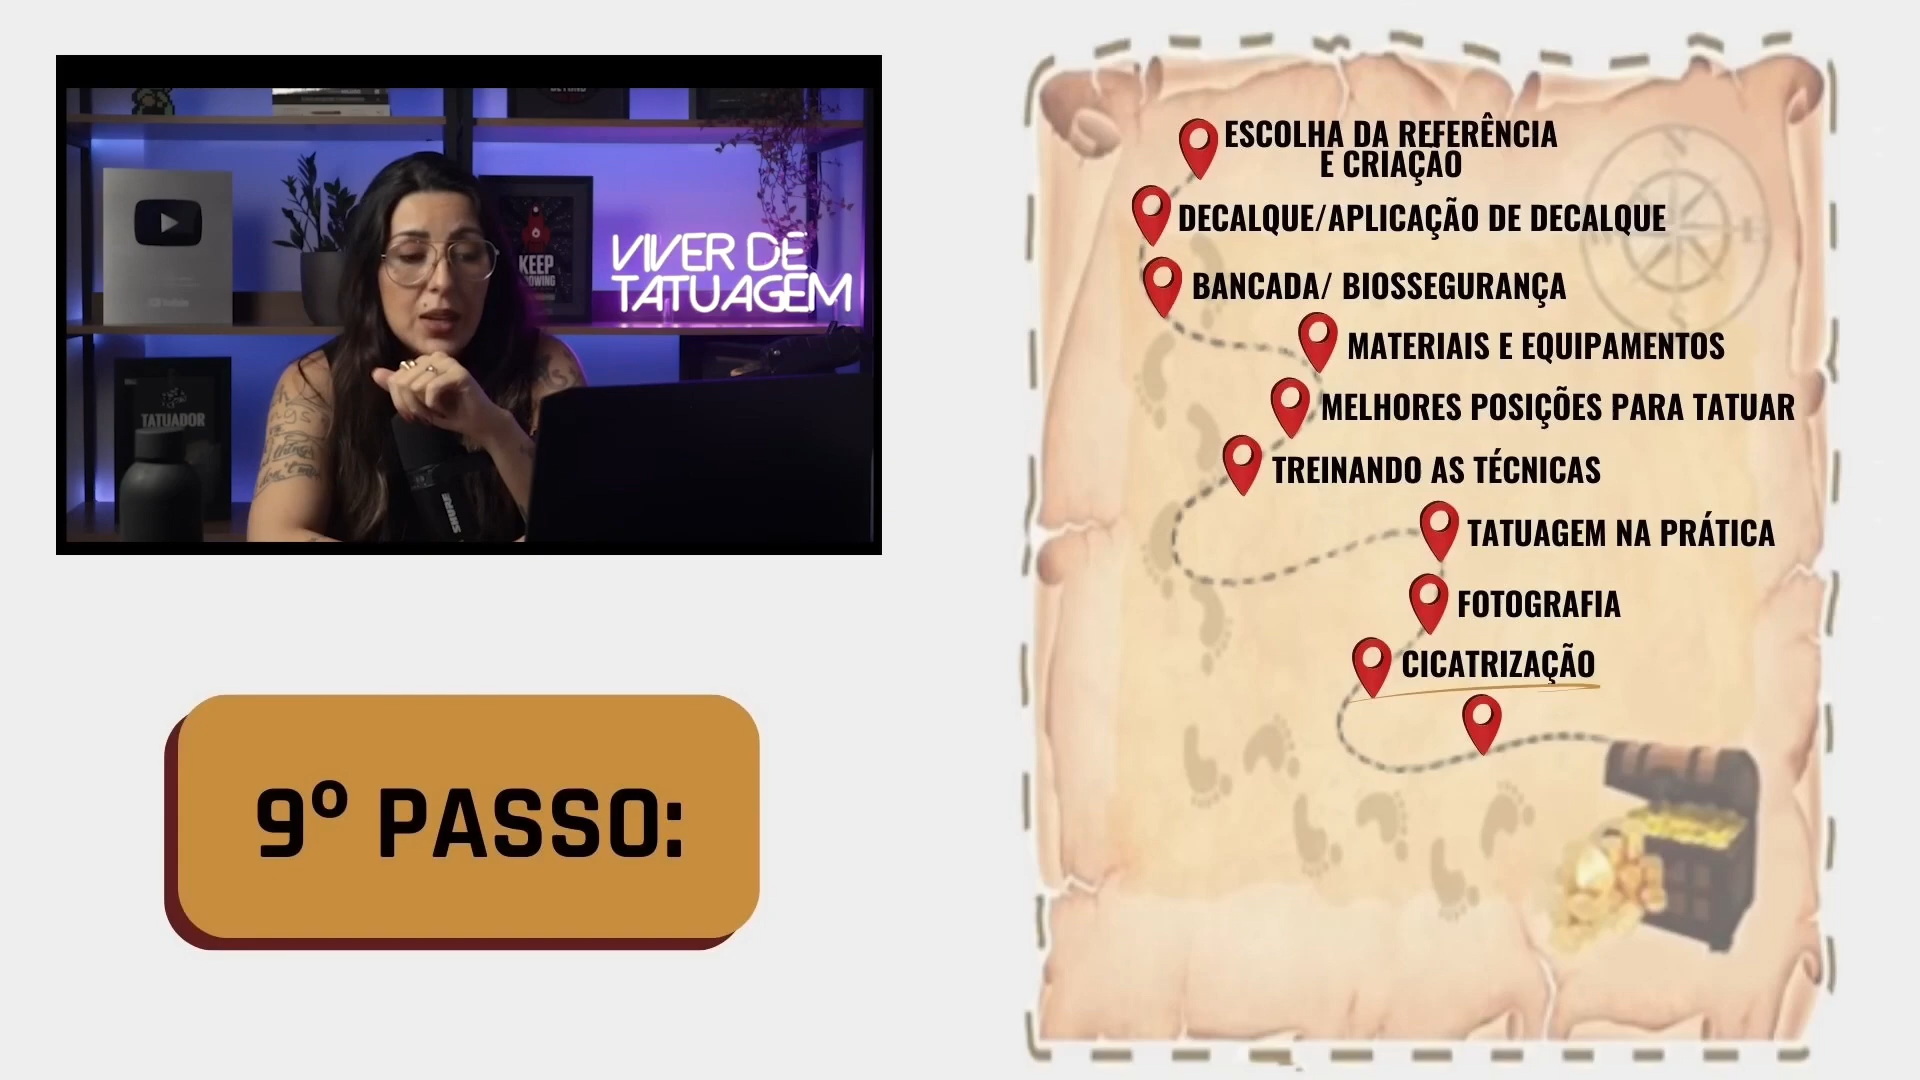 VIVER DE
TATUAGEM
KEEP
TATUADOR
SHURE
9º PASSO:
ESCOLHA DA REFERÊNCIA
E CRIAÇÃO
DECALQUE/APLICAÇÃO DE DECALQUE
BANCADA/ BIOSSEGURANÇA
MATERIAIS E EQUIPAMENTOS
MELHORES POSIÇÕES PARA TATUAR
TREINANDO AS TÉCNICAS
TATUAGEM NA PRÁTICA
FOTOGRAFIA
CICATRIZAÇÃO
N
S